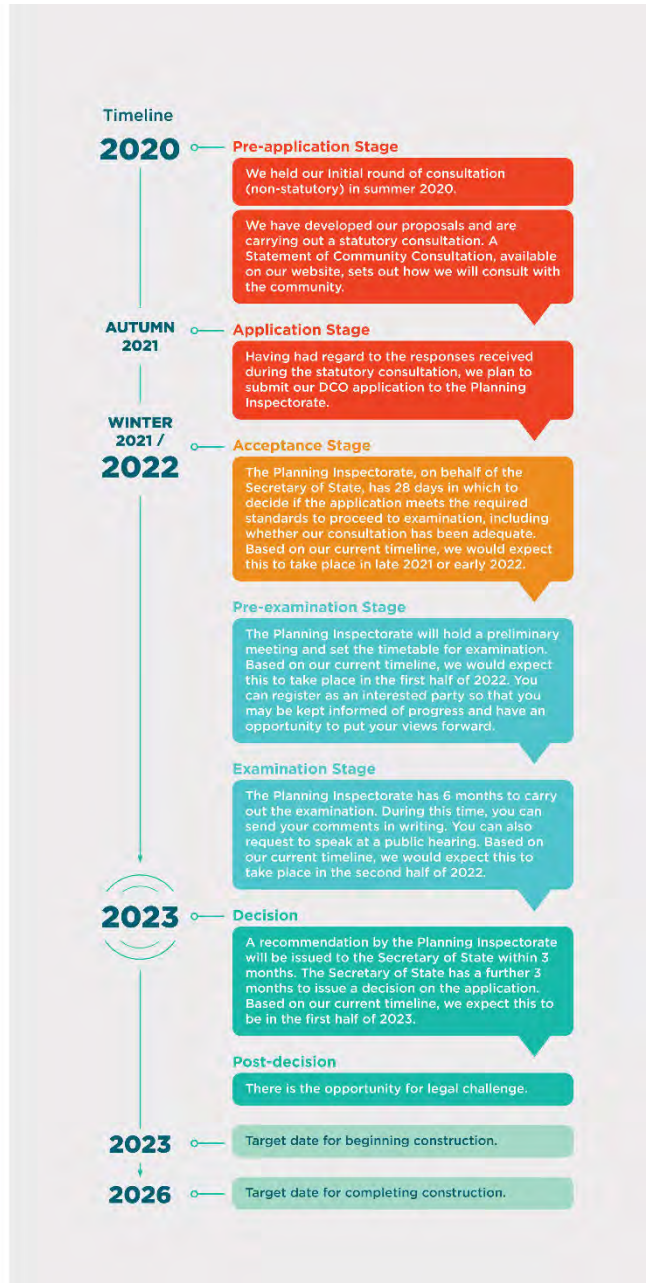 Timeline
2020
Pre-application Stage
We held our Initial round of consultation
(non-statutory) in summer 2020.
We have developed our proposals and are
carrying out a statutory consultation. A
Statement of Community Consultation, available
on our website, sets out how we will consult with
the community.
AUTUMN
2021
Application Stage
Having had regard to the responses received
during the statutory consultation, we plan to
submit our DCO application to the Planning
Inspectorate.
WINTER
2021 /
2022
Acceptance Stage
The Planning Inspectorate, on behalf of the
Secretary of State, has 28 days in which to
decide if the application meets the required
standards to proceed to examination, including
whether our consultation has been adequate.
Based on our current timeline, we would expect
this to take place in late 2021 or early 2022.
Pre-examination Stage
The Planning Inspectorate will hold a preliminary
meeting and set the timetable for examination.
Based on our current timeline, we would expect
this to take place in the first half of 2022. You
can register as an interested party so that you
may be kept informed of progress and have an
opportunity to put your views forward.
Examination Stage
The Planning Inspectorate has 6 months to carry
out the examination. During this time, you can
send your comments in writing. You can also
request to speak at a public hearing. Based on
our current timeline, we would expect this to
take place in the second half of 2022.
2023
Decision
A recommendation by the Planning Inspectorate
will be issued to the Secretary of State within 3
months. The Secretary of State has a further 3
months to issue a decision on the application.
Based on our current timeline, we expect this to
be in the first half of 2023.
Post-decision
There is the opportunity for legal challenge.
2023
Target date for beginning construction.
2026
Target date for completing construction.